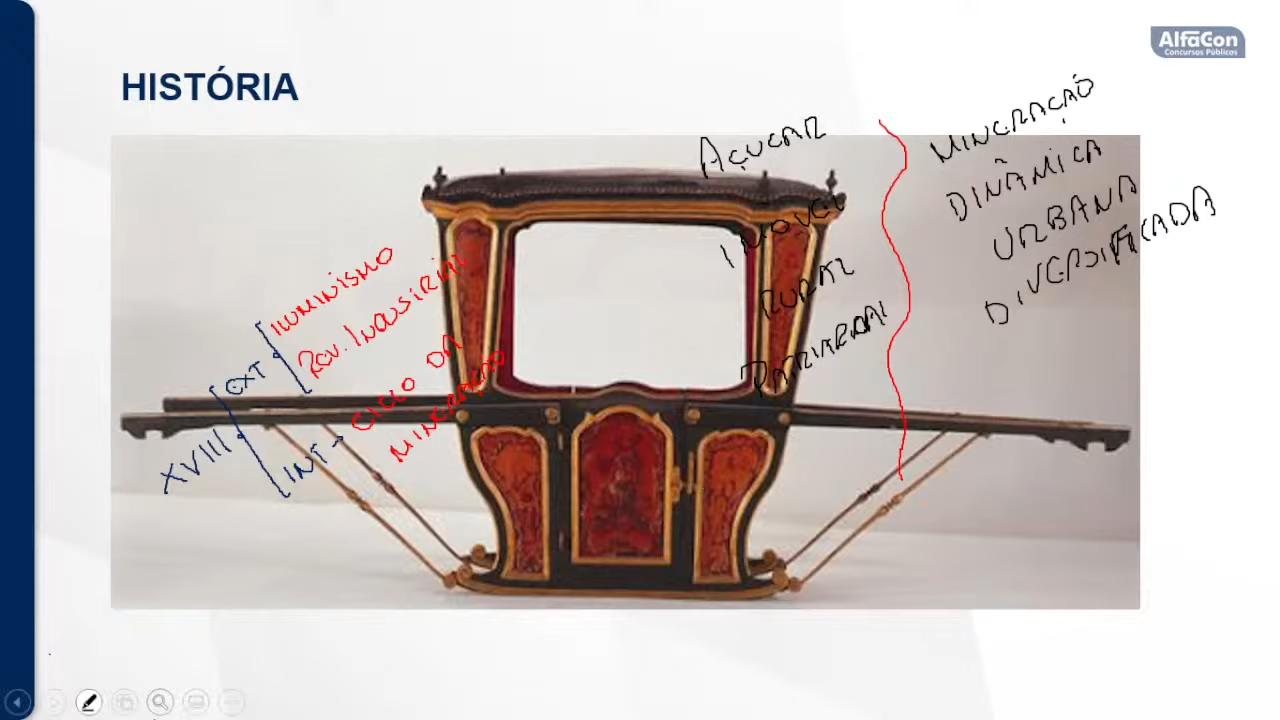 AlfaCon
Concursos Públicos
HISTÓRIA
AÇUCAR
IMÓVEL
RURAL
PATRIARCAL
MINERAÇÃO
DINÂMICA
URBANA
DIVERSIFICADA
XVIII
EXT
ILUMINISMO
REV. INDUSTRIAL
INT → CICLO DA
MINERAÇÃO